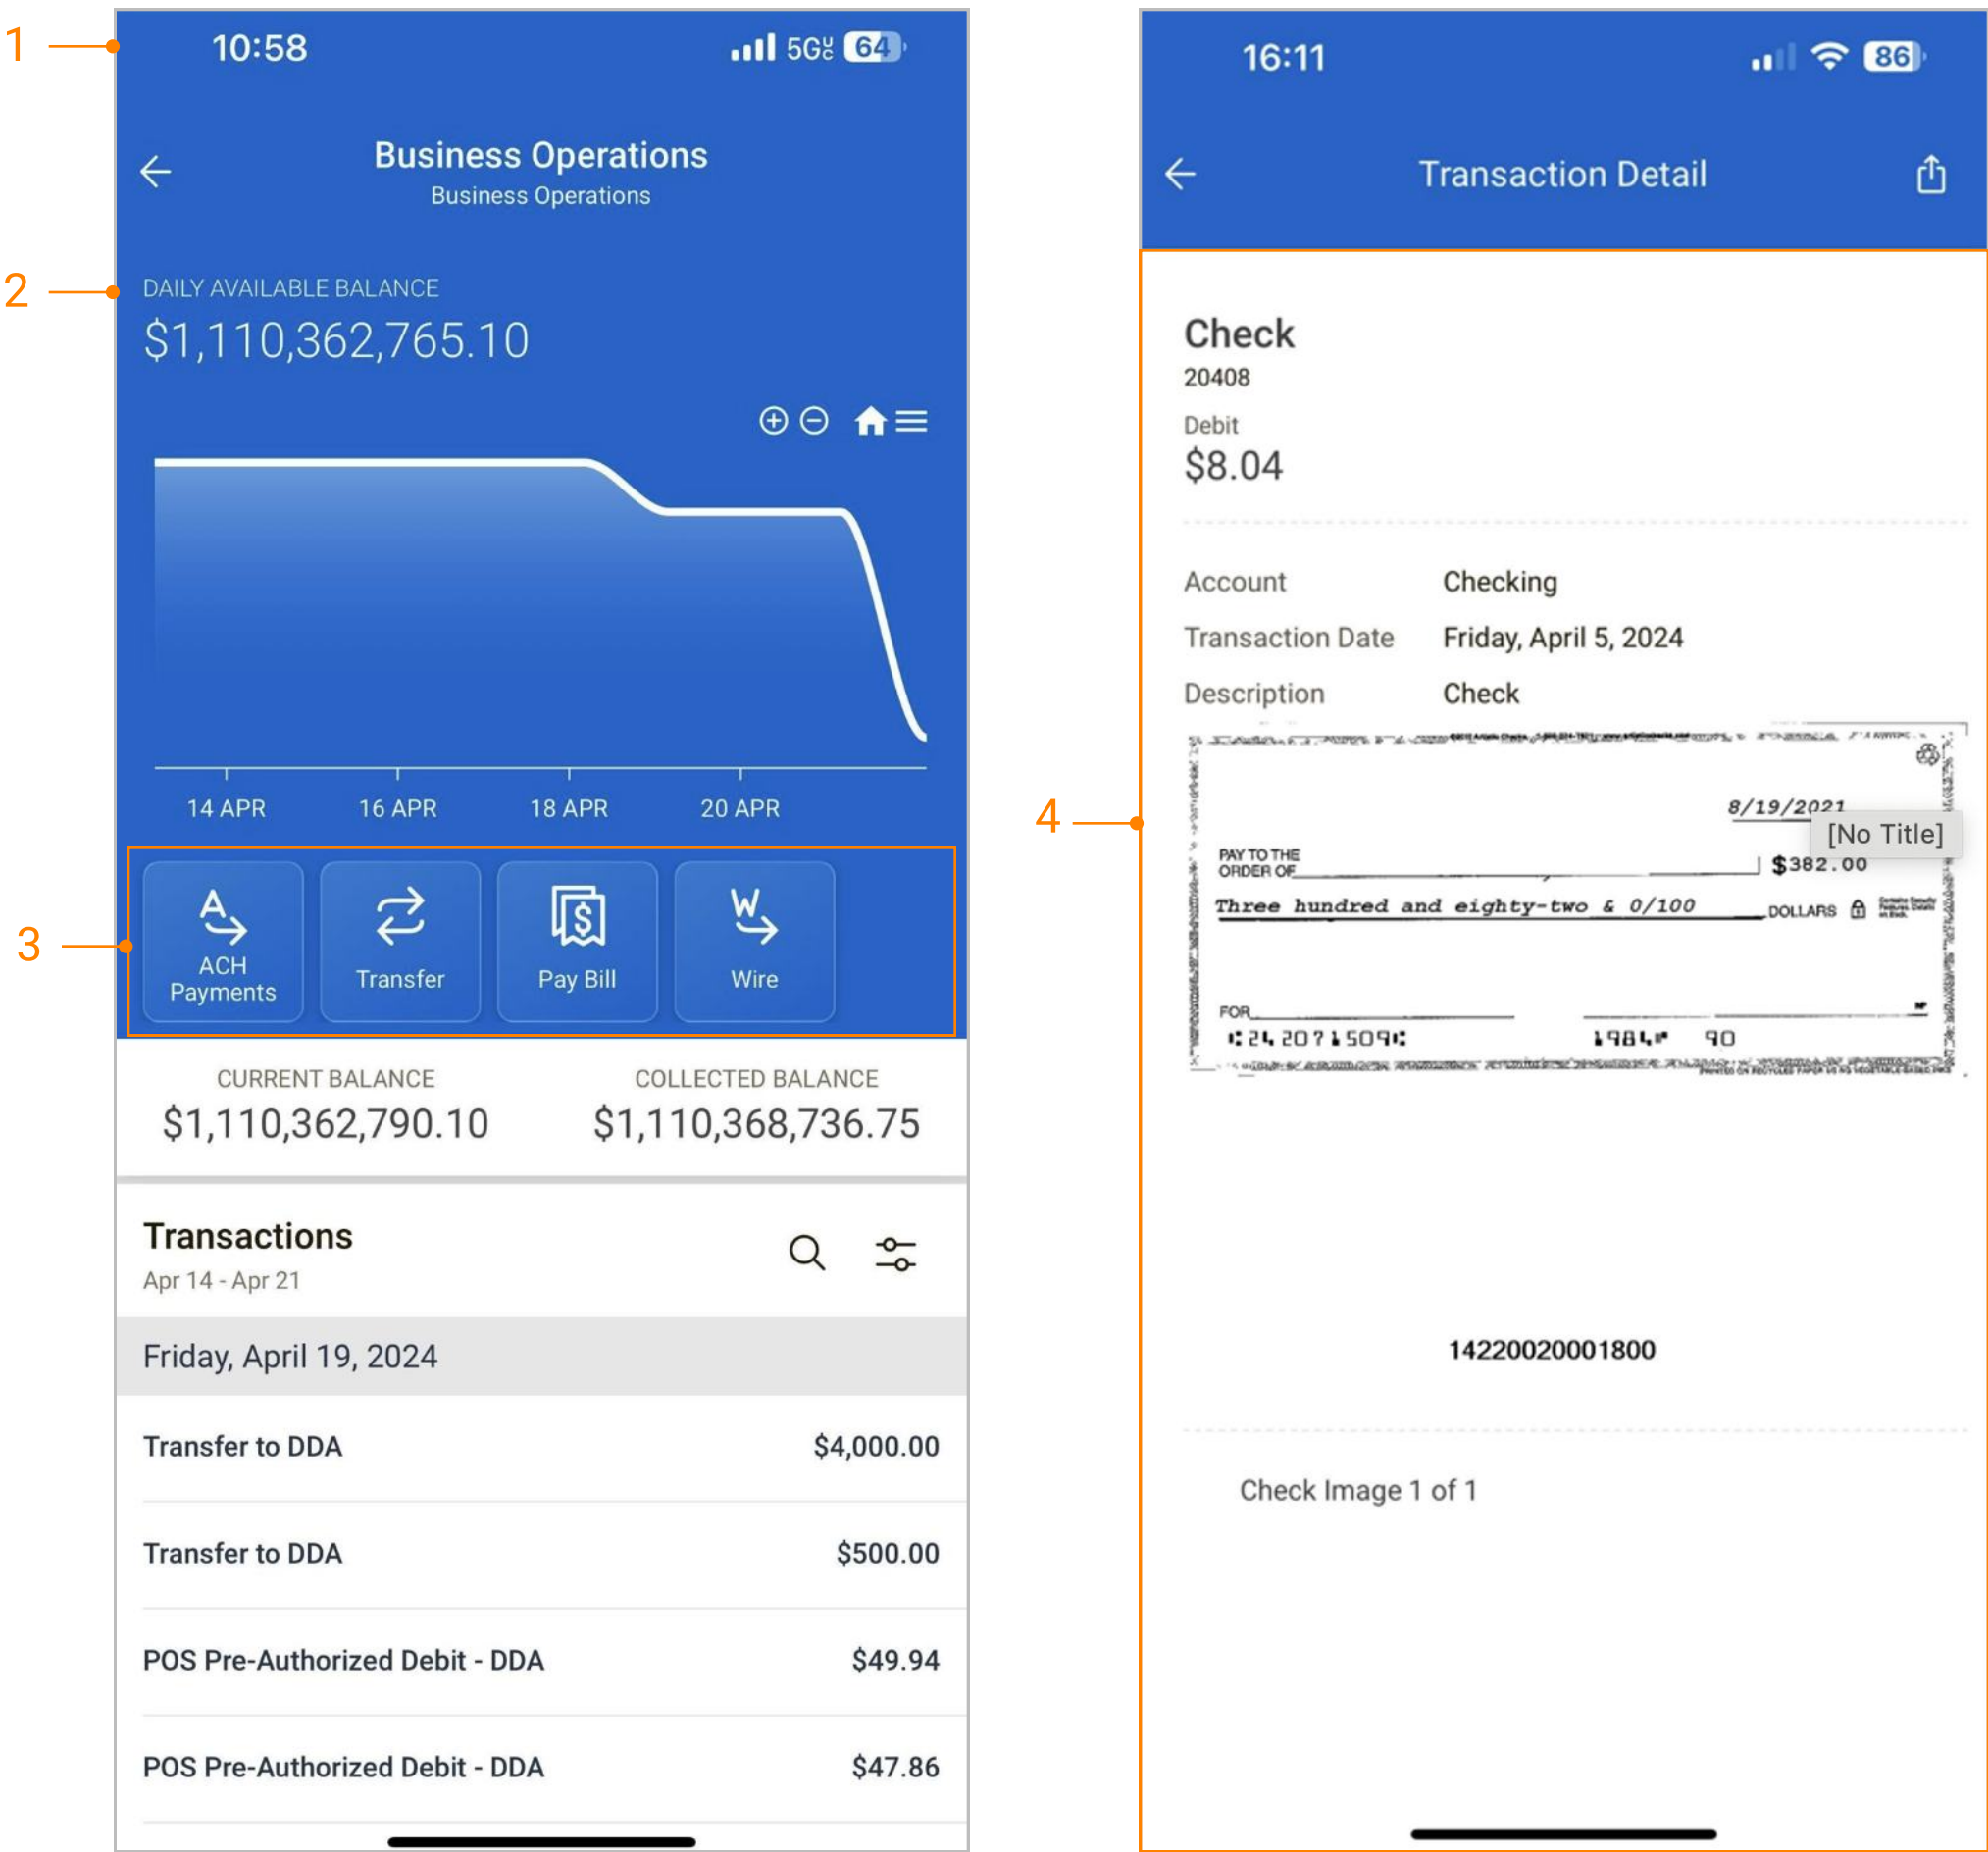 1
10:58
5G UC 64
Business Operations
Business Operations
2
DAILY AVAILABLE BALANCE
$1,110,362,765.10
14 APR 16 APR 18 APR 20 APR
3
ACH Payments
Transfer
Pay Bill
Wire
CURRENT BALANCE
$1,110,362,790.10
COLLECTED BALANCE
$1,110,368,736.75
Transactions
Apr 14 - Apr 21
Friday, April 19, 2024
Transfer to DDA $4,000.00
Transfer to DDA $500.00
POS Pre-Authorized Debit - DDA $49.94
POS Pre-Authorized Debit - DDA $47.86
16:11
86
Transaction Detail
4
Check
20408
Debit
$8.04
Account Checking
Transaction Date Friday, April 5, 2024
Description Check
8/19/2021
[No Title]
PAY TO THE
ORDER OF $382.00
Three hundred and eighty-two & 0/100 DOLLARS
FOR MP
⑆242071509⑆ 1984⑈ 90
14220020001800
Check Image 1 of 1